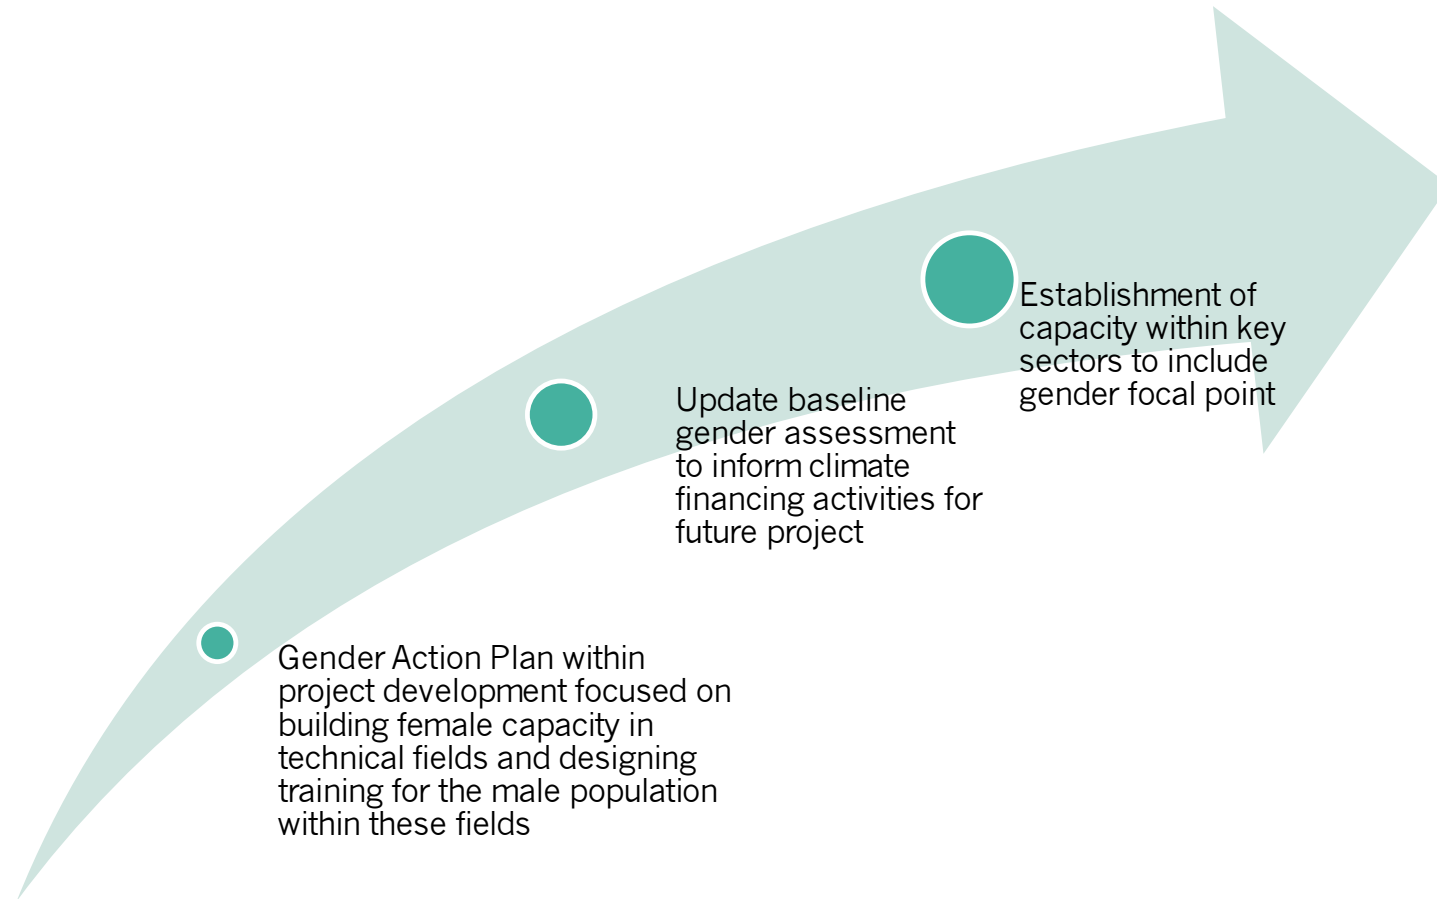 Establishment of
capacity within key
sectors to include
gender focal point
Update baseline
gender assessment
to inform climate
financing activities for
future project
Gender Action Plan within
project development focused on
building female capacity in
technical fields and designing
training for the male population
within these fields